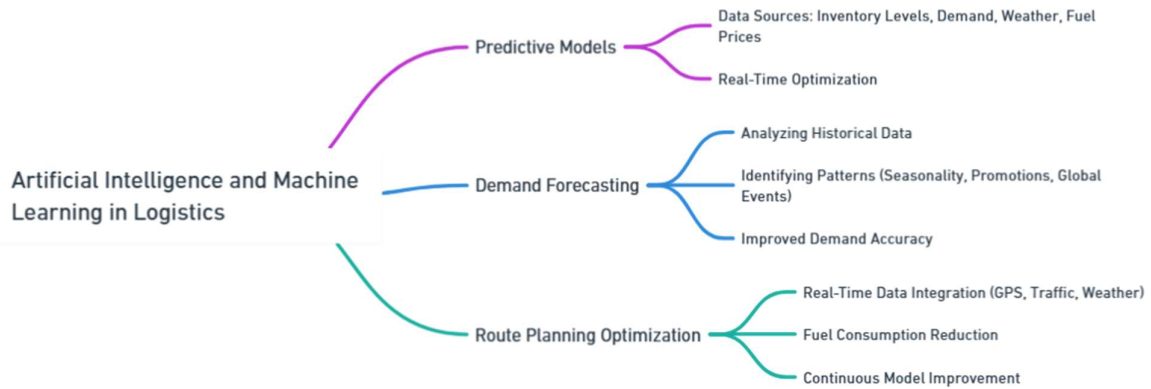 Data Sources: Inventory Levels, Demand, Weather, Fuel
Prices
Predictive Models
Real-Time Optimization
Analyzing Historical Data
Artificial Intelligence and Machine
Learning in Logistics
Demand Forecasting
Identifying Patterns (Seasonality, Promotions, Global
Events)
Improved Demand Accuracy
Real-Time Data Integration (GPS, Traffic, Weather)
Route Planning Optimization
Fuel Consumption Reduction
Continuous Model Improvement